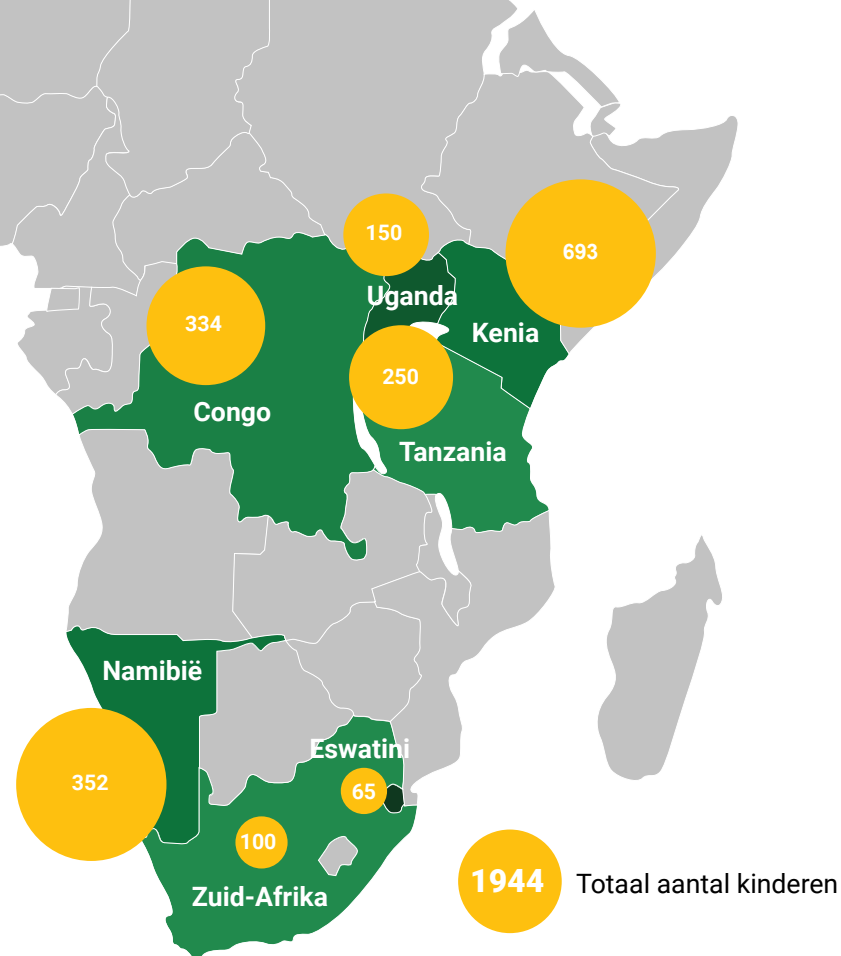 150
693
Uganda
334
Kenia
250
Congo
Tanzania
Namibië
Eswatini
352
65
100
1944 Totaal aantal kinderen
Zuid-Afrika